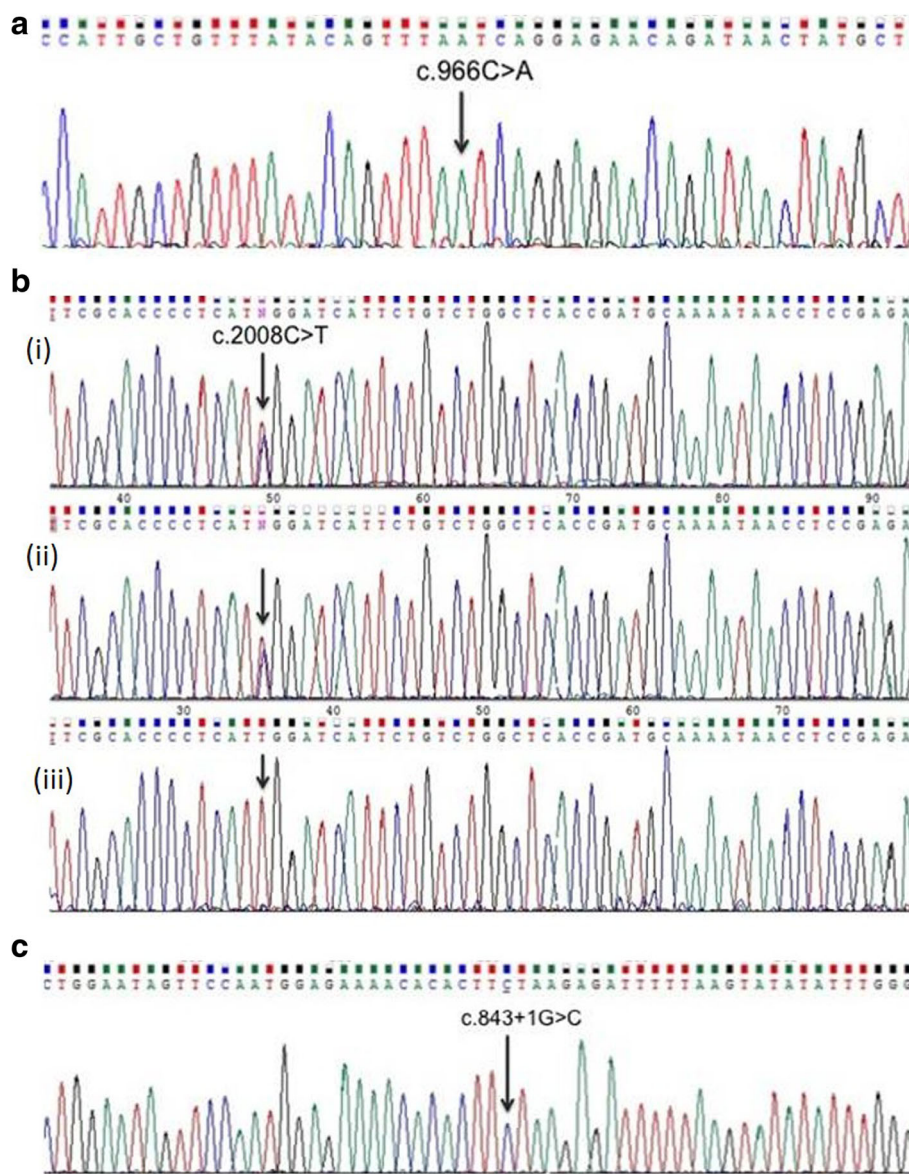 a
CCATTGCTGTTTATACAGTTTAATCAGGAGAACAGATAACTATGCT
c.966C>A
b
TTCGCACCCCTCATNGGATCATTCTGTCTGGCTCACCGATGCAAAATAACCTCCGAGA
(i)
c.2008C>T
40 50 60 70 80 90
TTCGCACCCCTCATNGGATCATTCTGTCTGGCTCACCGATGCAAAATAACCTCCGAGA
(ii)
30 40 50 60 70
TTCGCACCCCTCATTGGATCATTCTGTCTGGCTCACCGATGCAAAATAACCTCCGAGA
(iii)
c
CTGGAATAGTTCCAATGGAGAAAACACACTTCTAAGAGATTTTTAAGTATATATTTGGG
c.843+1G>C